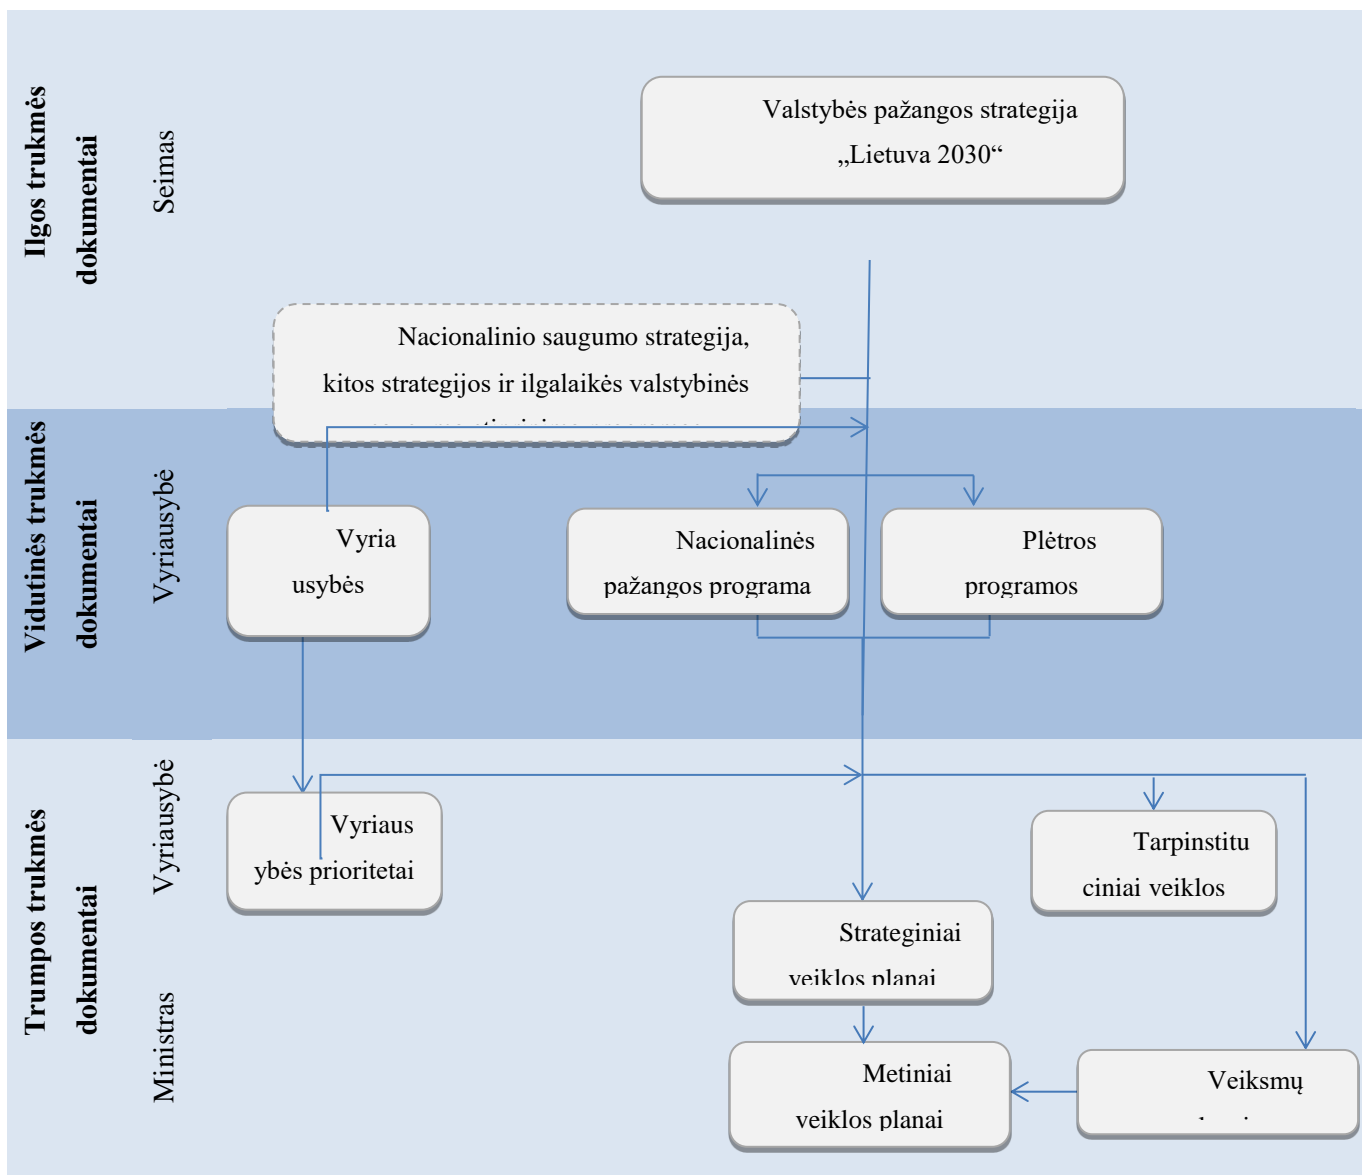 Ilgos trukmės
dokumentai
Seimas
Valstybės pažangos strategija
„Lietuva 2030“
Nacionalinio saugumo strategija,
kitos strategijos ir ilgalaikės valstybinės
Vidutinės trukmės
dokumentai
Vyriausybė
Vyria
usybės
Nacionalinės
pažangos programa
Plėtros
programos
Trumpos trukmės
dokumentai
Vyriausybė
Vyriaus
ybės prioritetai
Tarpinstitu
ciniai veiklos
Strateginiai
veiklos planai
Ministras
Metiniai
veiklos planai
Veiksmų